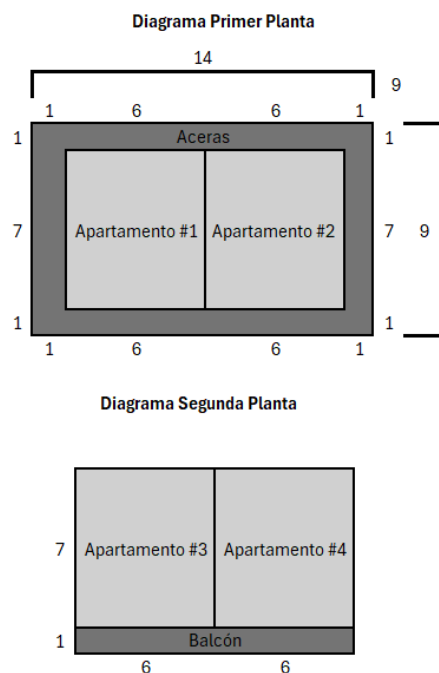 Diagrama Primer Planta
14
9
1 6 6 1
1 Aceras 1
7 Apartamento #1 Apartamento #2 7 9
1 1
1 6 6 1
Diagrama Segunda Planta
7 Apartamento #3 Apartamento #4
1 Balcón
6 6